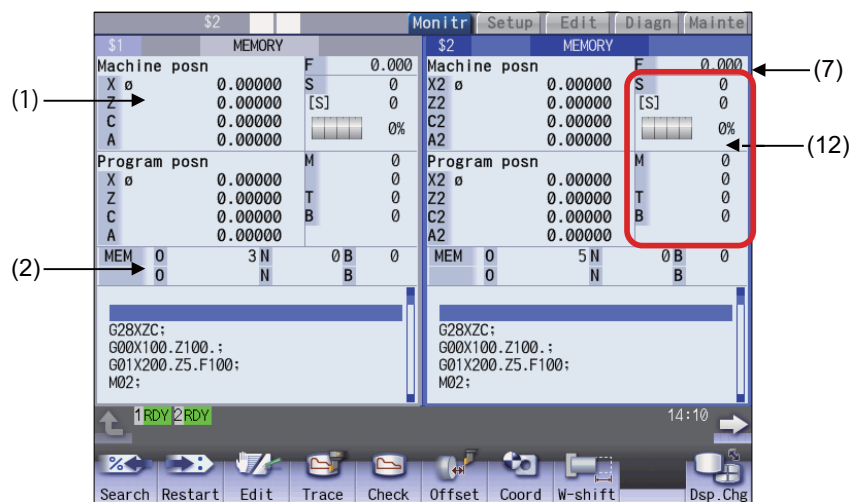 $2 Monitr Setup Edit Diagn Mainte
$1 MEMORY $2 MEMORY
Machine posn F 0.000 Machine posn F 0.000 (7)
X ø 0.00000 S 0 X2 ø 0.00000 S 0
(1) Z 0.00000 [S] 0 Z2 0.00000 [S] 0
C 0.00000 0% C2 0.00000 0%
A 0.00000 A2 0.00000 (12)
Program posn M 0 Program posn M 0
X ø 0.00000 0 X2 ø 0.00000 0
Z 0.00000 T 0 Z2 0.00000 T 0
C 0.00000 B 0 C2 0.00000 B 0
A 0.00000 A2 0.00000
MEM O 3 N 0 B 0 MEM O 5 N 0 B 0
(2) O N B O N B
G28XZC; G28XZC;
G00X100.Z100.; G00X100.Z100.;
G01X200.Z5.F100; G01X200.Z5.F100;
M02; M02;
1 RDY 2 RDY 14:10
Search Restart Edit Trace Check Offset Coord W-shift Dsp.Chg